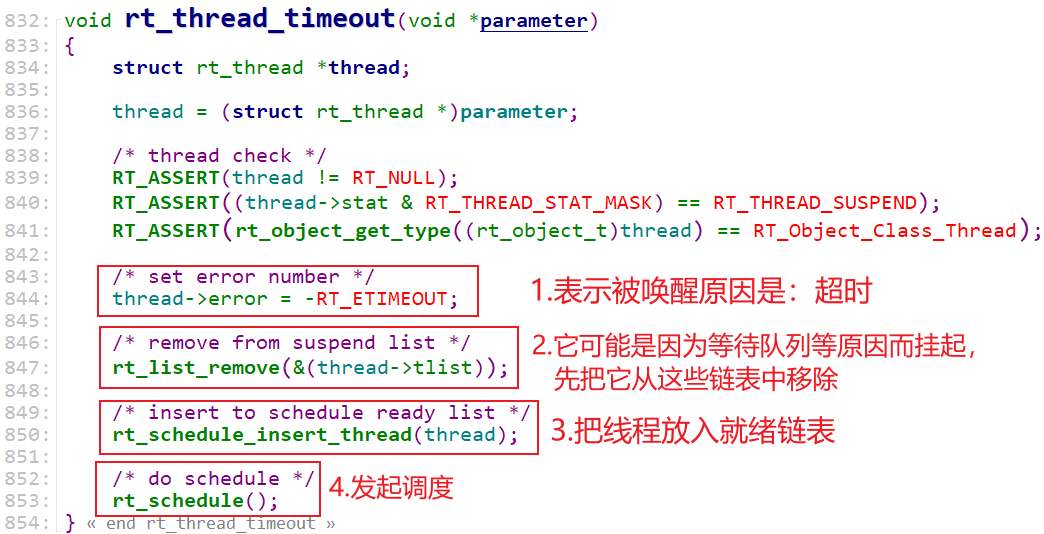 832: void rt_thread_timeout(void *parameter)
833: {
834:     struct rt_thread *thread;
835:
836:     thread = (struct rt_thread *)parameter;
837:
838:     /* thread check */
839:     RT_ASSERT(thread != RT_NULL);
840:     RT_ASSERT((thread->stat & RT_THREAD_STAT_MASK) == RT_THREAD_SUSPEND);
841:     RT_ASSERT(rt_object_get_type((rt_object_t)thread) == RT_Object_Class_Thread);
842:
843:     /* set error number */
844:     thread->error = -RT_ETIMEOUT;
1.表示被唤醒原因是：超时
845:
846:     /* remove from suspend list */
847:     rt_list_remove(&(thread->tlist));
2.它可能是因为等待队列等原因而挂起，
先把它从这些链表中移除
848:
849:     /* insert to schedule ready list */
850:     rt_schedule_insert_thread(thread);
3.把线程放入就绪链表
851:
852:     /* do schedule */
853:     rt_schedule();
4.发起调度
854: } « end rt_thread_timeout »